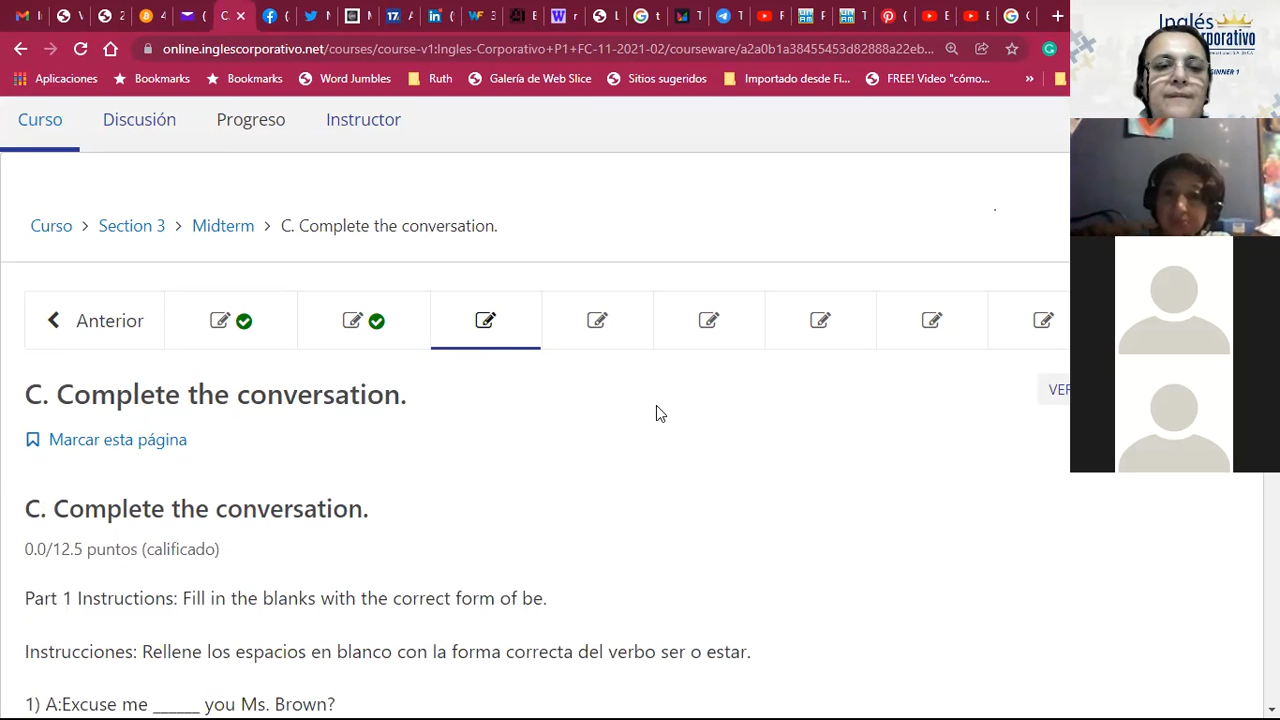 online.inglescorporativo.net/courses/course-v1:Ingles-Corporativo+P1+FC-11-2021-02/courseware/a2a0b1a38455453d82888a22eb...
Aplicaciones Bookmarks Bookmarks Word Jumbles Ruth Galería de Web Slice Sitios sugeridos Importado desde Fi... FREE! Video "cómo... »
Inglés
Curso Discusión Progreso Instructor
Curso > Section 3 > Midterm > C. Complete the conversation.
Anterior
C. Complete the conversation.
VER
Marcar esta página
C. Complete the conversation.
0.0/12.5 puntos (calificado)
Part 1 Instructions: Fill in the blanks with the correct form of be.
Instrucciones: Rellene los espacios en blanco con la forma correcta del verbo ser o estar.
1) A:Excuse me ______ you Ms. Brown?